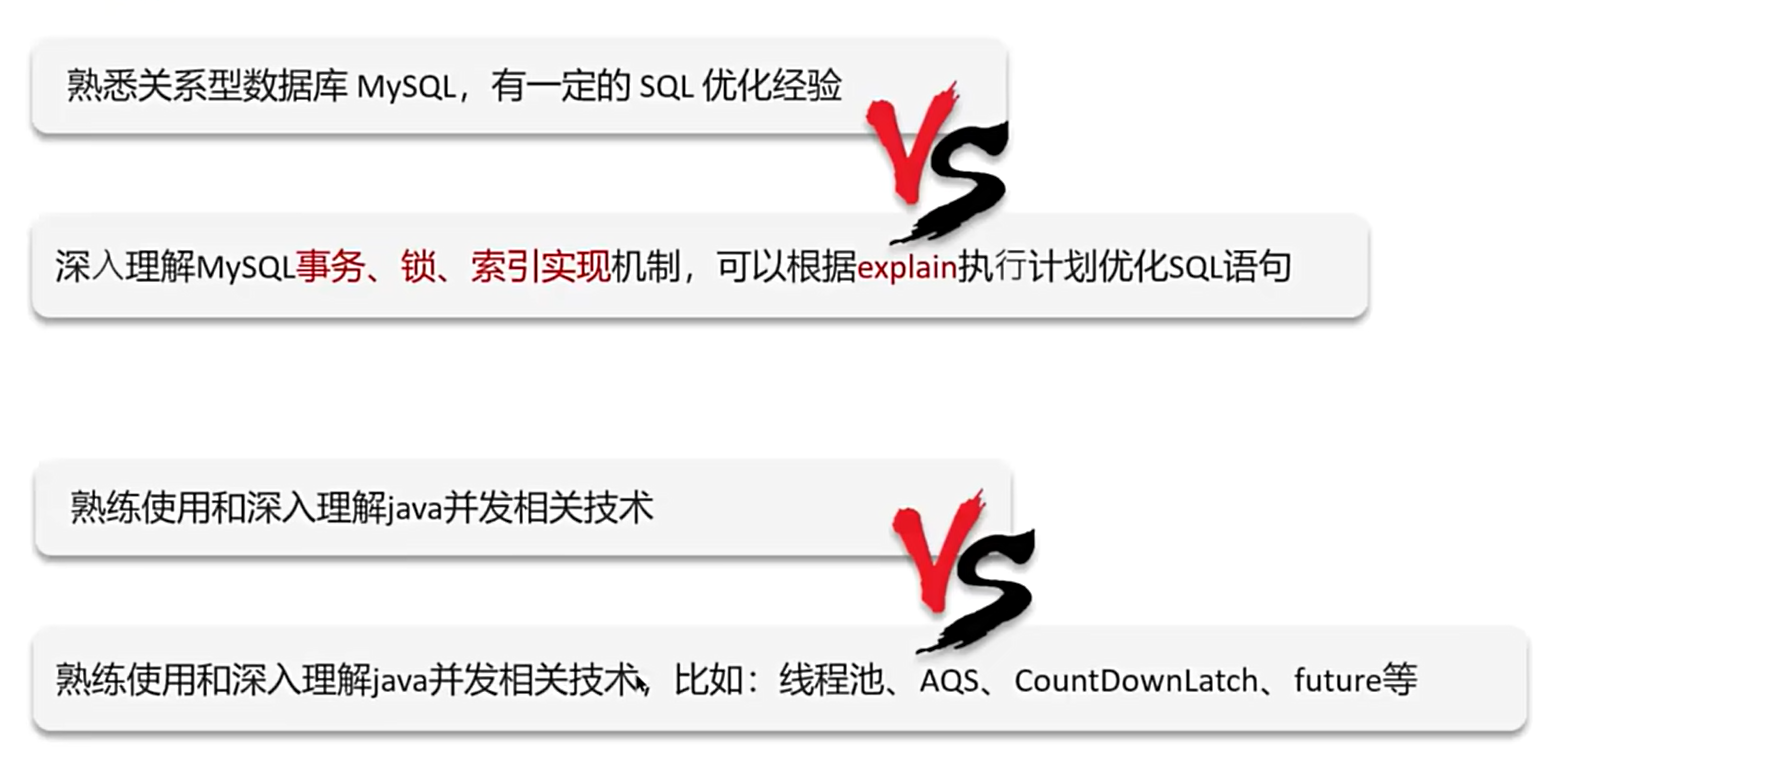 熟悉关系型数据库 MySQL，有一定的 SQL 优化经验
VS
深入理解MySQL事务、锁、索引实现机制，可以根据explain执行计划优化SQL语句
熟练使用和深入理解java并发相关技术
VS
熟练使用和深入理解java并发相关技术，比如：线程池、AQS、CountDownLatch、future等